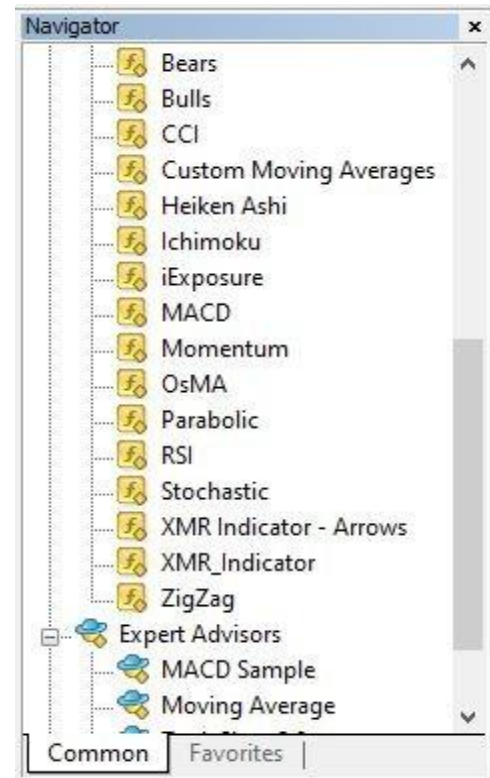 Navigator
Bears
Bulls
CCI
Custom Moving Averages
Heiken Ashi
Ichimoku
iExposure
MACD
Momentum
OsMA
Parabolic
RSI
Stochastic
XMR Indicator - Arrows
XMR_Indicator
ZigZag
Expert Advisors
MACD Sample
Moving Average
Common Favorites